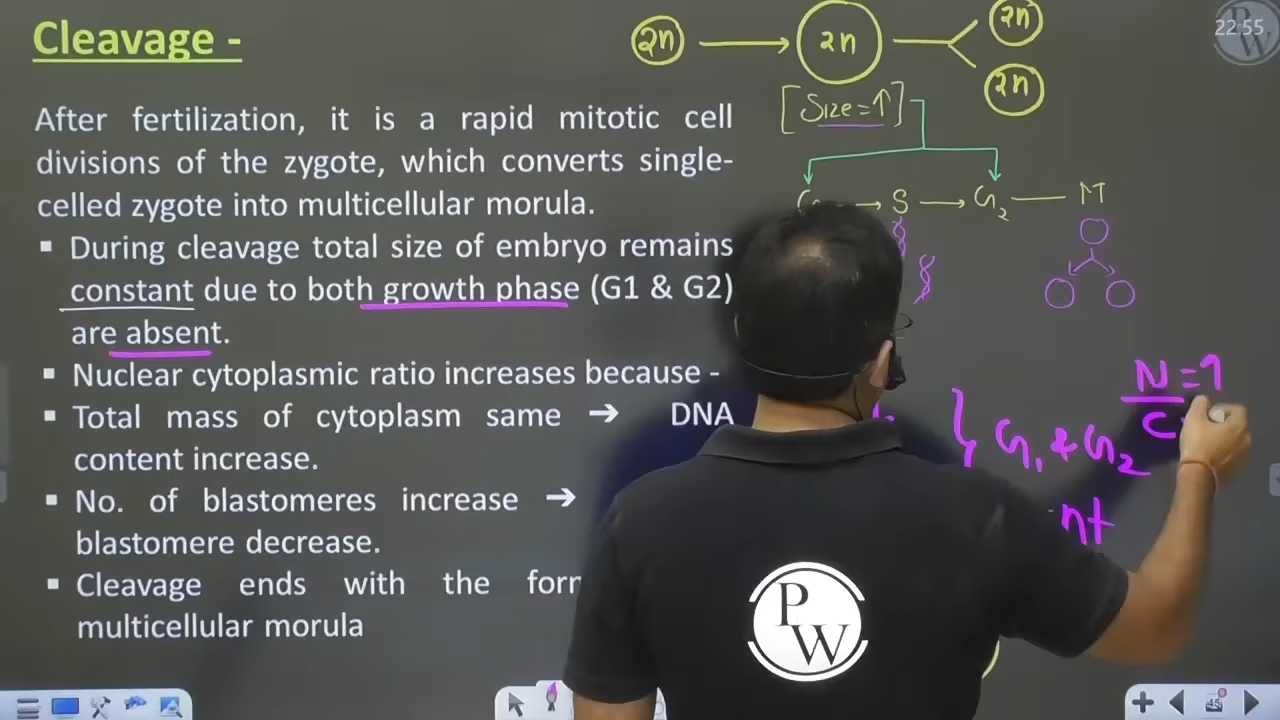 Cleavage -
After fertilization, it is a rapid mitotic cell
divisions of the zygote, which converts single-
celled zygote into multicellular morula.
▪ During cleavage total size of embryo remains
constant due to both growth phase (G1 & G2)
are absent.
▪ Nuclear cytoplasmic ratio increases because -
▪ Total mass of cytoplasm same → DNA
content increase.
▪ No. of blastomeres increase →
blastomere decrease.
▪ Cleavage ends with the
multicellular morula
2n → 2n
2n
2n
[Size=↑]
→ S → G2 — M
N=↑
C
} G1 & G2
22:55
PW
PW
45